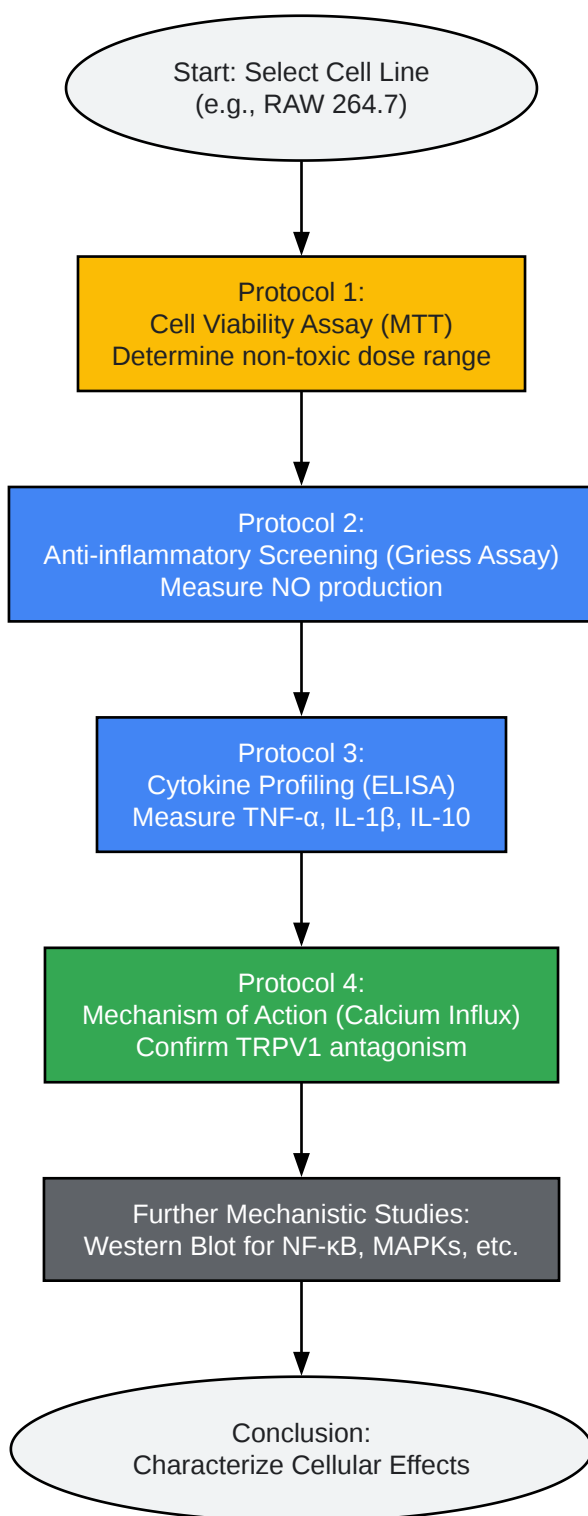 Start: Select Cell Line
(e.g., RAW 264.7)
Protocol 1:
Cell Viability Assay (MTT)
Determine non-toxic dose range
Protocol 2:
Anti-inflammatory Screening (Griess Assay)
Measure NO production
Protocol 3:
Cytokine Profiling (ELISA)
Measure TNF-α, IL-1β, IL-10
Protocol 4:
Mechanism of Action (Calcium Influx)
Confirm TRPV1 antagonism
Further Mechanistic Studies:
Western Blot for NF-κB, MAPKs, etc.
Conclusion:
Characterize Cellular Effects